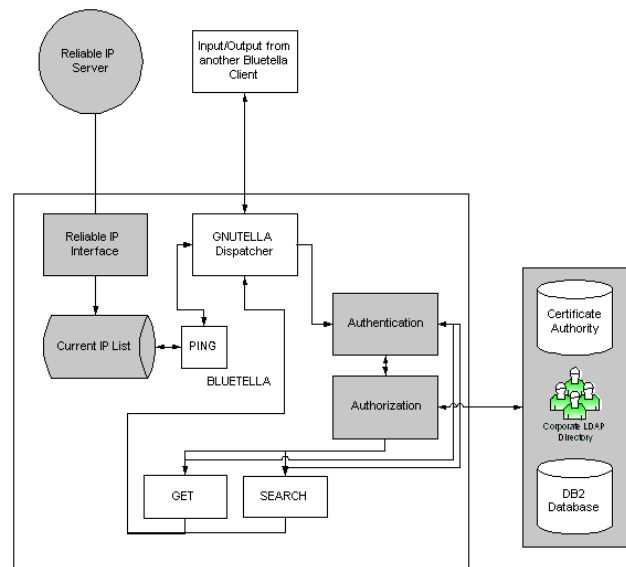 Reliable IP
Server
Input/Output from
another Bluetella
Client
Reliable IP
Interface
GNUTELLA
Dispatcher
Current IP List
PING
BLUETELLA
Authentication
Authorization
GET
SEARCH
Certificate
Authority
Corporate LDAP
Directory
DB2
Database